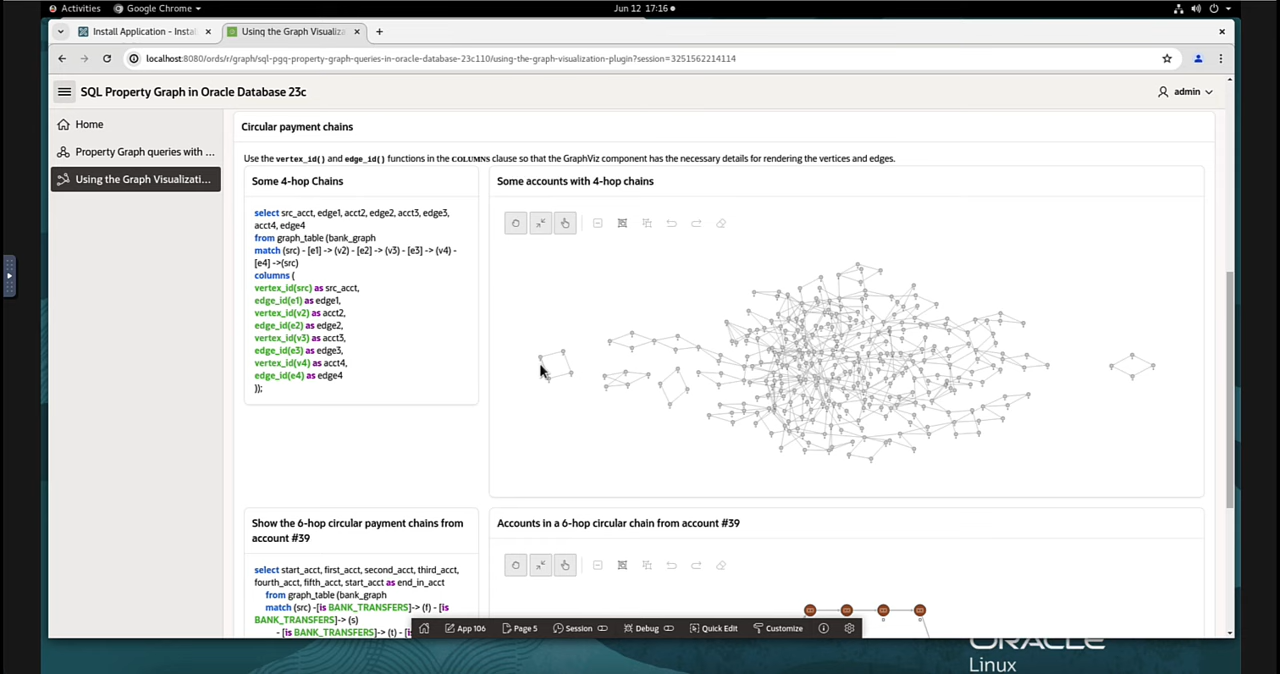 Activities
Google Chrome
Jun 12 17:16
Install Application - Insta
Using the Graph Visualiza
localhost:8080/ords/r/graph/sql-pgq-property-graph-queries-in-oracle-database-23c110/using-the-graph-visualization-plugin?session=3251562214114
SQL Property Graph in Oracle Database 23c
admin
Home
Property Graph queries with ...
Using the Graph Visualizati...
Circular payment chains
Use the vertex_id() and edge_id() functions in the COLUMNS clause so that the GraphViz component has the necessary details for rendering the vertices and edges.
Some 4-hop Chains
select src_acct, edge1, acct2, edge2, acct3, edge3,
acct4, edge4
from graph_table (bank_graph
match (src) - [e1] -> (v2) - [e2] -> (v3) - [e3] -> (v4) -
[e4] ->(src)
columns (
vertex_id(src) as src_acct,
edge_id(e1) as edge1,
vertex_id(v2) as acct2,
edge_id(e2) as edge2,
vertex_id(v3) as acct3,
edge_id(e3) as edge3,
vertex_id(v4) as acct4,
edge_id(e4) as edge4
));
Some accounts with 4-hop chains
Show the 6-hop circular payment chains from
account #39
select start_acct, first_acct, second_acct, third_acct,
fourth_acct, fifth_acct, start_acct as end_in_acct
from graph_table (bank_graph
match (src) -[is BANK_TRANSFERS]-> (f) - [is
BANK_TRANSFERS]-> (s)
- [is BANK_TRANSFERS]-> (t) - [i
Accounts in a 6-hop circular chain from account #39
App 106
Page 5
Session
Debug
Quick Edit
Customize
ORACLE
Linux